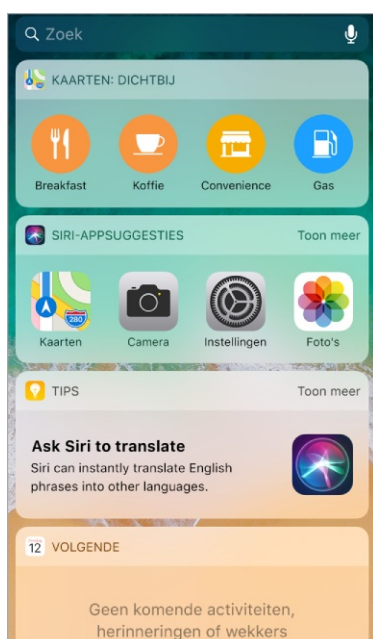 Zoek
KAARTEN: DICHTBIJ
Breakfast Koffie Convenience Gas
SIRI-APPSUGGESTIES Toon meer
280
Kaarten Camera Instellingen Foto's
TIPS Toon meer
Ask Siri to translate
Siri can instantly translate English
phrases into other languages.
12 VOLGENDE
Geen komende activiteiten,
herinneringen of wekkers